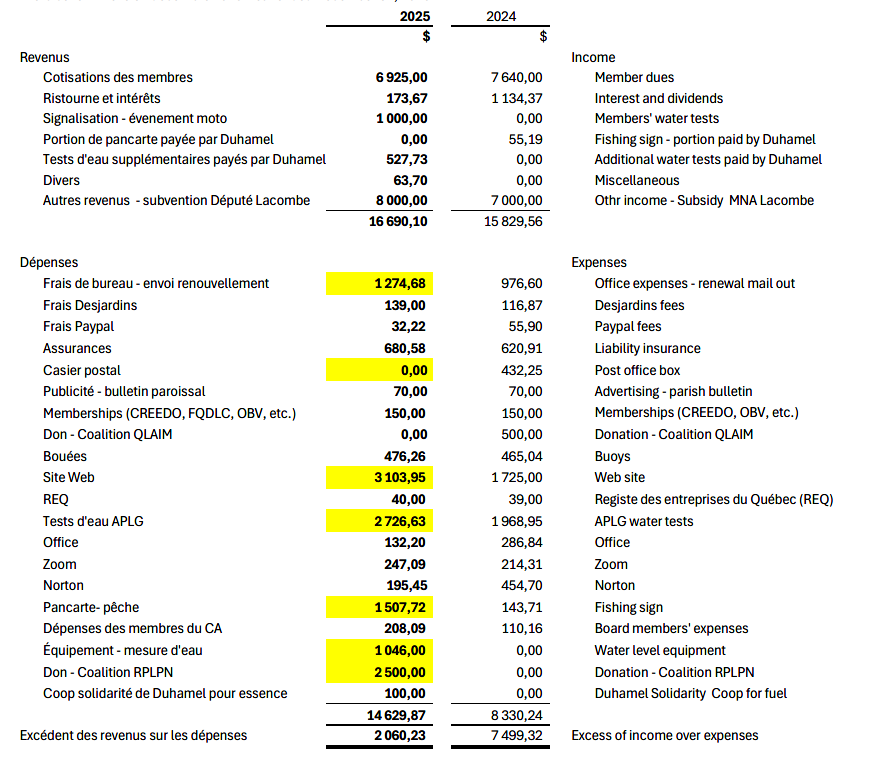 2025 2024
$ $
Revenus Income
Cotisations des membres 6 925,00 7 640,00 Member dues
Ristourne et intérêts 173,67 1 134,37 Interest and dividends
Signalisation - évenement moto 1 000,00 0,00 Members' water tests
Portion de pancarte payée par Duhamel 0,00 55,19 Fishing sign - portion paid by Duhamel
Tests d'eau supplémentaires payés par Duhamel 527,73 0,00 Additional water tests paid by Duhamel
Divers 63,70 0,00 Miscellaneous
Autres revenus - subvention Député Lacombe 8 000,00 7 000,00 Othr income - Subsidy MNA Lacombe
16 690,10 15 829,56
Dépenses Expenses
Frais de bureau - envoi renouvellement 1 274,68 976,60 Office expenses - renewal mail out
Frais Desjardins 139,00 116,87 Desjardins fees
Frais Paypal 32,22 55,90 Paypal fees
Assurances 680,58 620,91 Liability insurance
Casier postal 0,00 432,25 Post office box
Publicité - bulletin paroissal 70,00 70,00 Advertising - parish bulletin
Memberships (CREEDO, FQDLC, OBV, etc.) 150,00 150,00 Memberships (CREEDO, OBV, etc.)
Don - Coalition QLAIM 0,00 500,00 Donation - Coalition QLAIM
Bouées 476,26 465,04 Buoys
Site Web 3 103,95 1 725,00 Web site
REQ 40,00 39,00 Registe des entreprises du Québec (REQ)
Tests d'eau APLG 2 726,63 1 968,95 APLG water tests
Office 132,20 286,84 Office
Zoom 247,09 214,31 Zoom
Norton 195,45 454,70 Norton
Pancarte- pêche 1 507,72 143,71 Fishing sign
Dépenses des membres du CA 208,09 110,16 Board members' expenses
Équipement - mesure d'eau 1 046,00 0,00 Water level equipment
Don - Coalition RPLPN 2 500,00 0,00 Donation - Coalition RPLPN
Coop solidarité de Duhamel pour essence 100,00 0,00 Duhamel Solidarity Coop for fuel
14 629,87 8 330,24
Excédent des revenus sur les dépenses 2 060,23 7 499,32 Excess of income over expenses